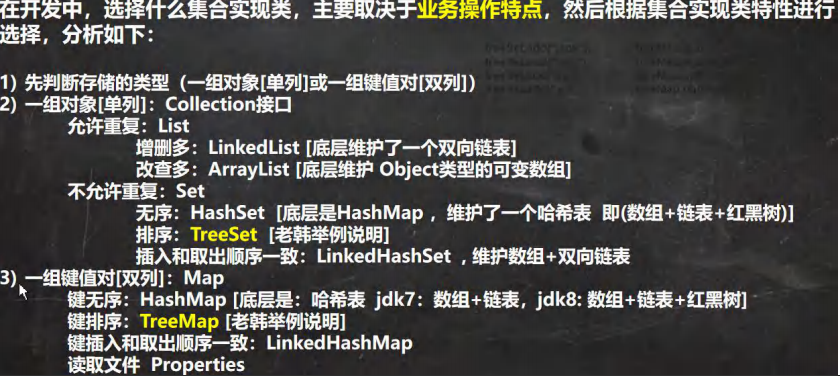 在开发中，选择什么集合实现类，主要取决于业务操作特点，然后根据集合实现类特性进行
选择，分析如下：
1) 先判断存储的类型（一组对象[单列]或一组键值对[双列]）
2) 一组对象[单列]：Collection接口
允许重复：List
增删多：LinkedList [底层维护了一个双向链表]
改查多：ArrayList [底层维护 Object类型的可变数组]
不允许重复：Set
无序：HashSet [底层是HashMap ，维护了一个哈希表 即(数组+链表+红黑树)]
排序：TreeSet [老韩举例说明]
插入和取出顺序一致：LinkedHashSet , 维护数组+双向链表
3) 一组键值对[双列]：Map
键无序：HashMap [底层是：哈希表 jdk7：数组+链表，jdk8: 数组+链表+红黑树]
键排序：TreeMap [老韩举例说明]
键插入和取出顺序一致：LinkedHashMap
读取文件 Properties